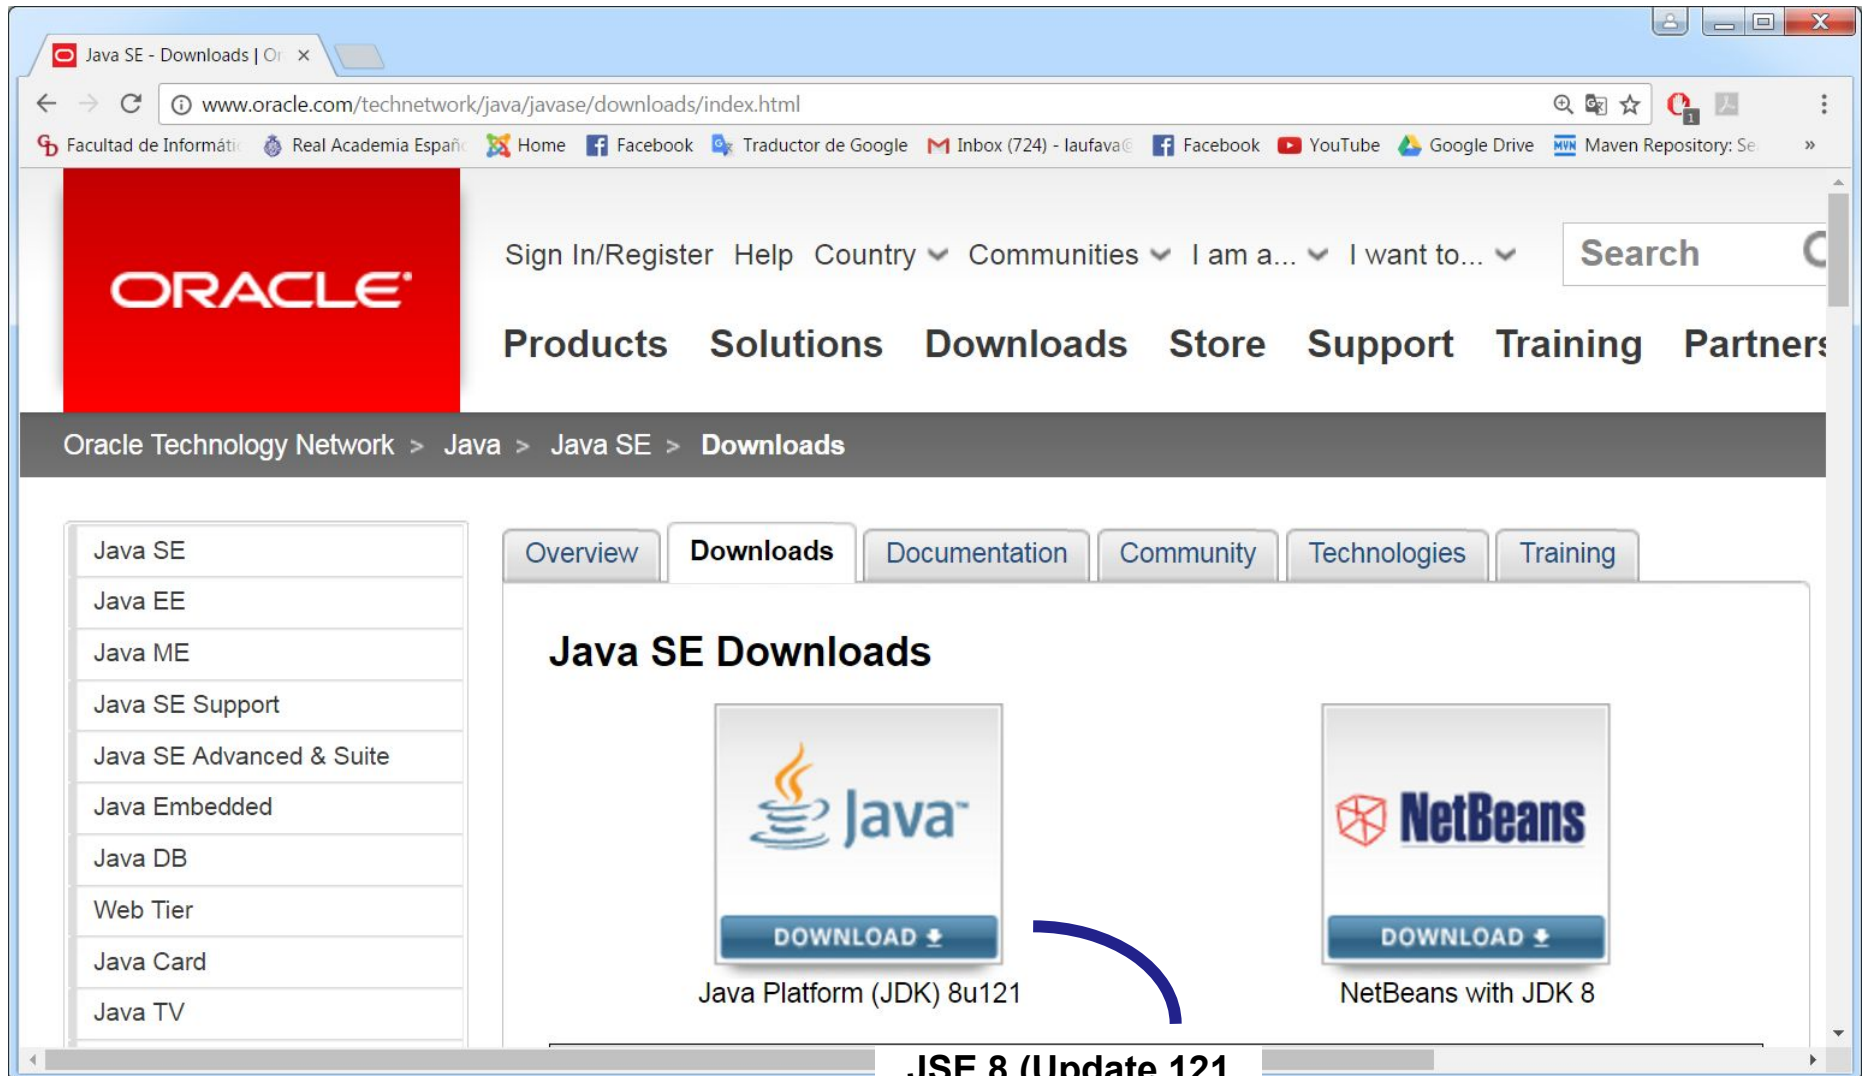 Java SE - Downloads | Or
www.oracle.com/technetwork/java/javase/downloads/index.html
1
Facultad de Informátic Real Academia Españo Home Facebook Traductor de Google Inbox (724) - laufava@ Facebook YouTube Google Drive MVN Maven Repository: Se »
ORACLE
Sign In/Register Help Country Communities I am a... I want to... Search
Products Solutions Downloads Store Support Training Partners
Oracle Technology Network > Java > Java SE > Downloads
Java SE
Java EE
Java ME
Java SE Support
Java SE Advanced & Suite
Java Embedded
Java DB
Web Tier
Java Card
Java TV
Overview Downloads Documentation Community Technologies Training
Java SE Downloads
Java™
DOWNLOAD
Java Platform (JDK) 8u121
NetBeans
DOWNLOAD
NetBeans with JDK 8
JSE 8 (Update 121